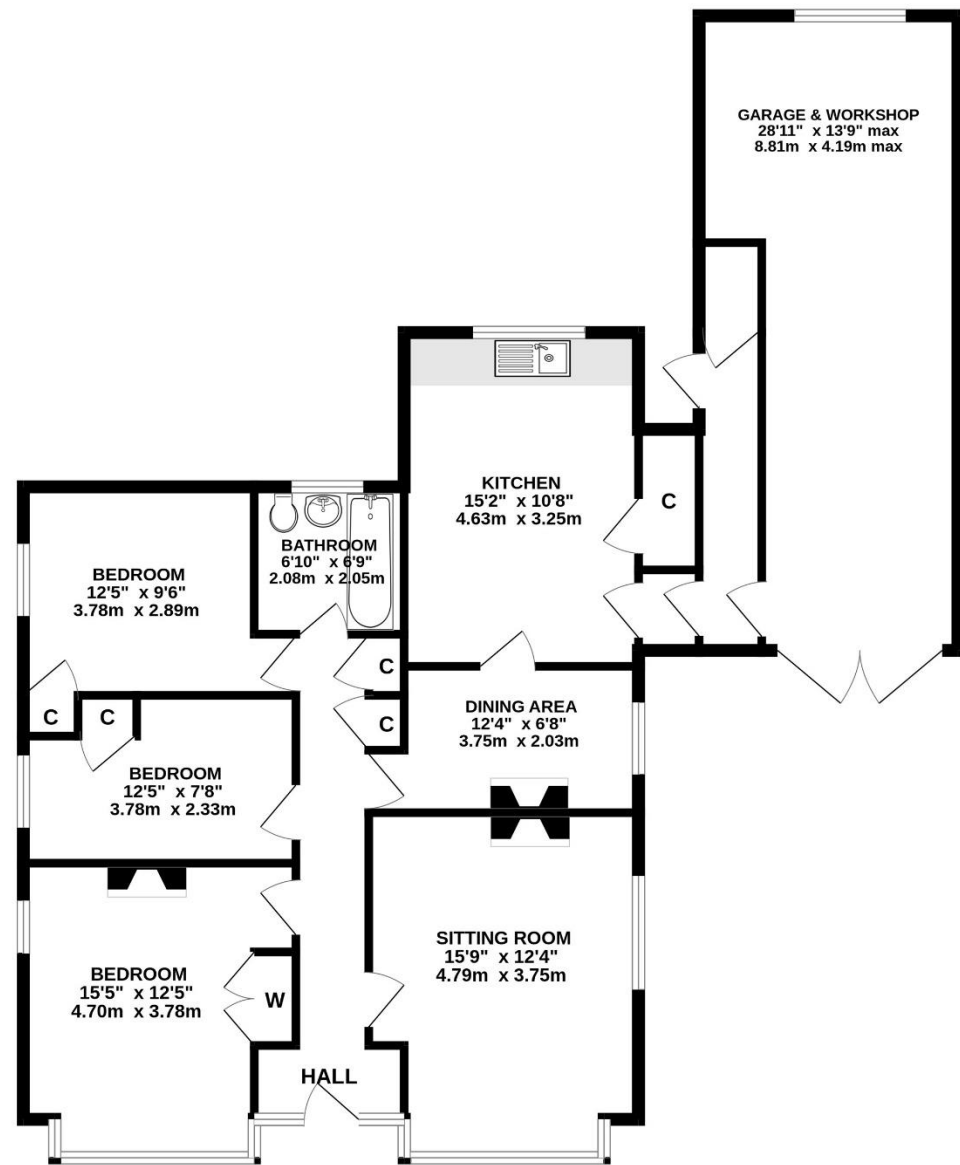 GARAGE & WORKSHOP
28'11" x 13'9" max
8.81m x 4.19m max
KITCHEN
15'2" x 10'8"
4.63m x 3.25m
C
BATHROOM
6'10" x 6'9"
2.08m x 2.05m
BEDROOM
12'5" x 9'6"
3.78m x 2.89m
C
C
C
C
DINING AREA
12'4" x 6'8"
3.75m x 2.03m
BEDROOM
12'5" x 7'8"
3.78m x 2.33m
SITTING ROOM
15'9" x 12'4"
4.79m x 3.75m
BEDROOM
15'5" x 12'5"
4.70m x 3.78m
W
HALL